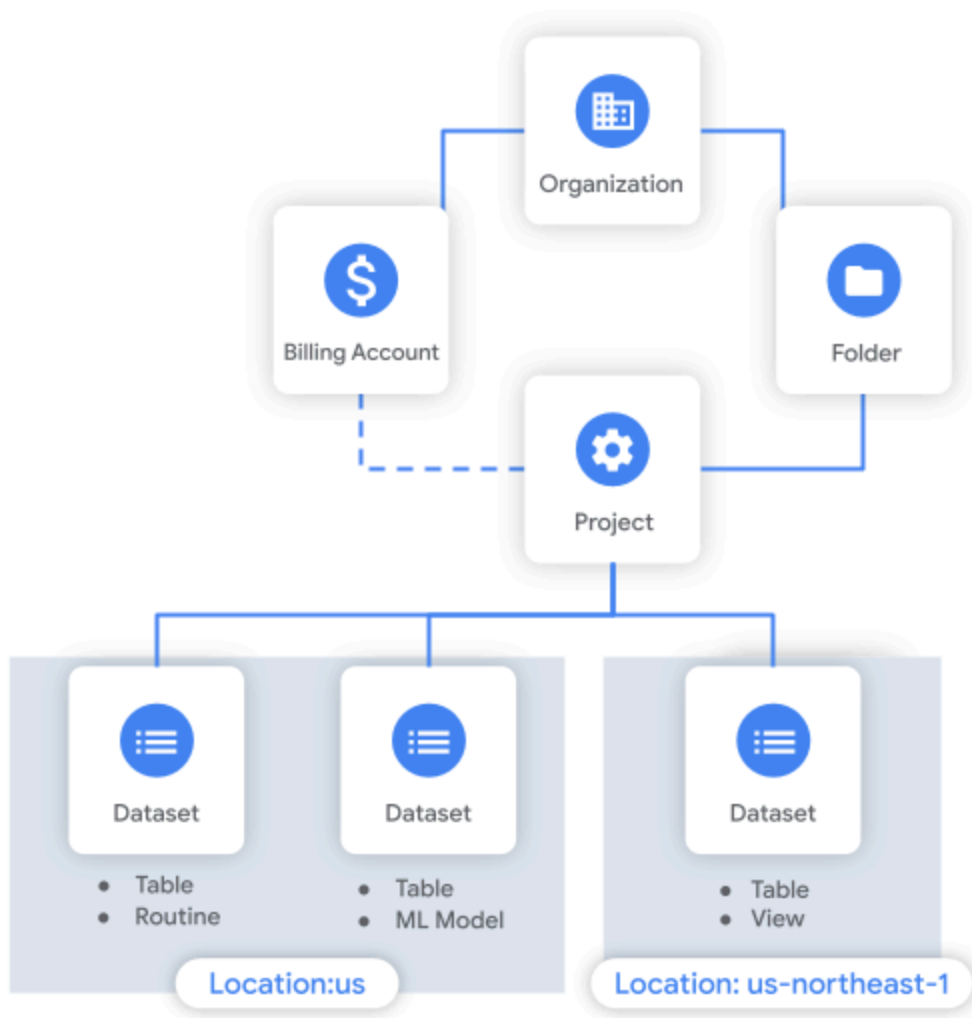 Organization
Billing Account
Folder
Project
Dataset
Dataset
Dataset
• Table
• Routine
• Table
• ML Model
• Table
• View
Location:us
Location: us-northeast-1